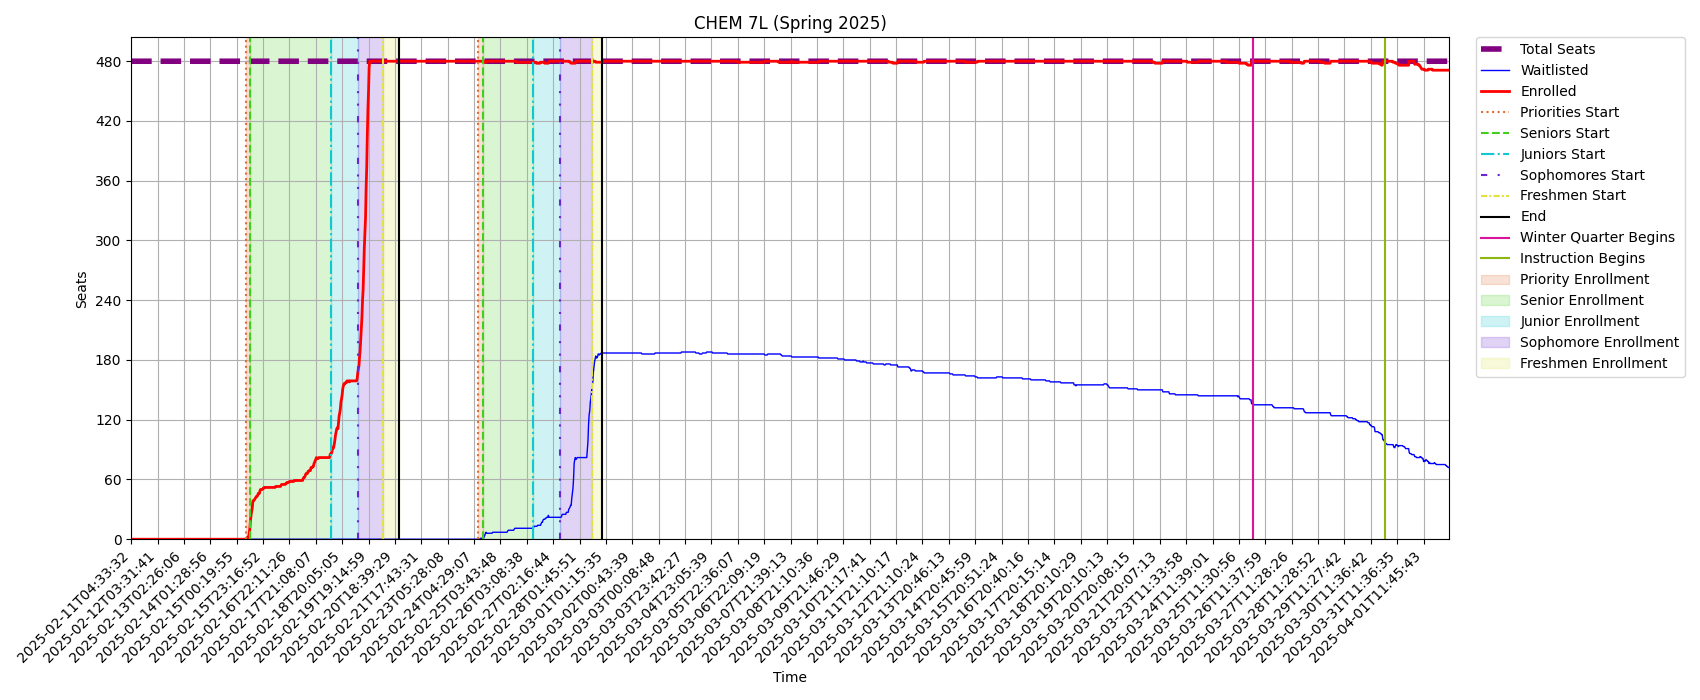 CHEM 7L (Spring 2025)
480
420
360
300
240
180
120
60
0
Seats
2025-02-11T04:33:32
2025-02-12T03:31:41
2025-02-13T02:26:06
2025-02-14T01:28:56
2025-02-15T00:19:55
2025-02-15T23:16:52
2025-02-16T22:11:26
2025-02-17T21:08:07
2025-02-18T20:05:05
2025-02-19T19:14:59
2025-02-20T18:39:29
2025-02-21T17:43:31
2025-02-23T05:28:08
2025-02-24T04:29:07
2025-02-25T03:43:48
2025-02-26T03:08:38
2025-02-27T02:16:44
2025-02-28T01:45:51
2025-03-01T01:15:35
2025-03-02T00:43:39
2025-03-03T00:08:48
2025-03-03T23:42:27
2025-03-04T23:05:39
2025-03-05T22:36:07
2025-03-06T22:09:19
2025-03-07T21:39:13
2025-03-08T21:10:36
2025-03-09T21:46:29
2025-03-10T21:17:41
2025-03-11T21:10:17
2025-03-12T21:10:24
2025-03-13T20:46:13
2025-03-14T20:45:59
2025-03-15T20:51:24
2025-03-16T20:40:16
2025-03-17T20:15:14
2025-03-18T20:10:29
2025-03-19T20:10:13
2025-03-20T20:08:15
2025-03-21T20:07:13
2025-03-23T11:33:58
2025-03-24T11:39:01
2025-03-25T11:30:56
2025-03-26T11:37:59
2025-03-27T11:28:26
2025-03-28T11:28:52
2025-03-29T11:27:42
2025-03-30T11:36:42
2025-03-31T11:36:35
2025-04-01T11:45:43
Time
Total Seats
Waitlisted
Enrolled
Priorities Start
Seniors Start
Juniors Start
Sophomores Start
Freshmen Start
End
Winter Quarter Begins
Instruction Begins
Priority Enrollment
Senior Enrollment
Junior Enrollment
Sophomore Enrollment
Freshmen Enrollment